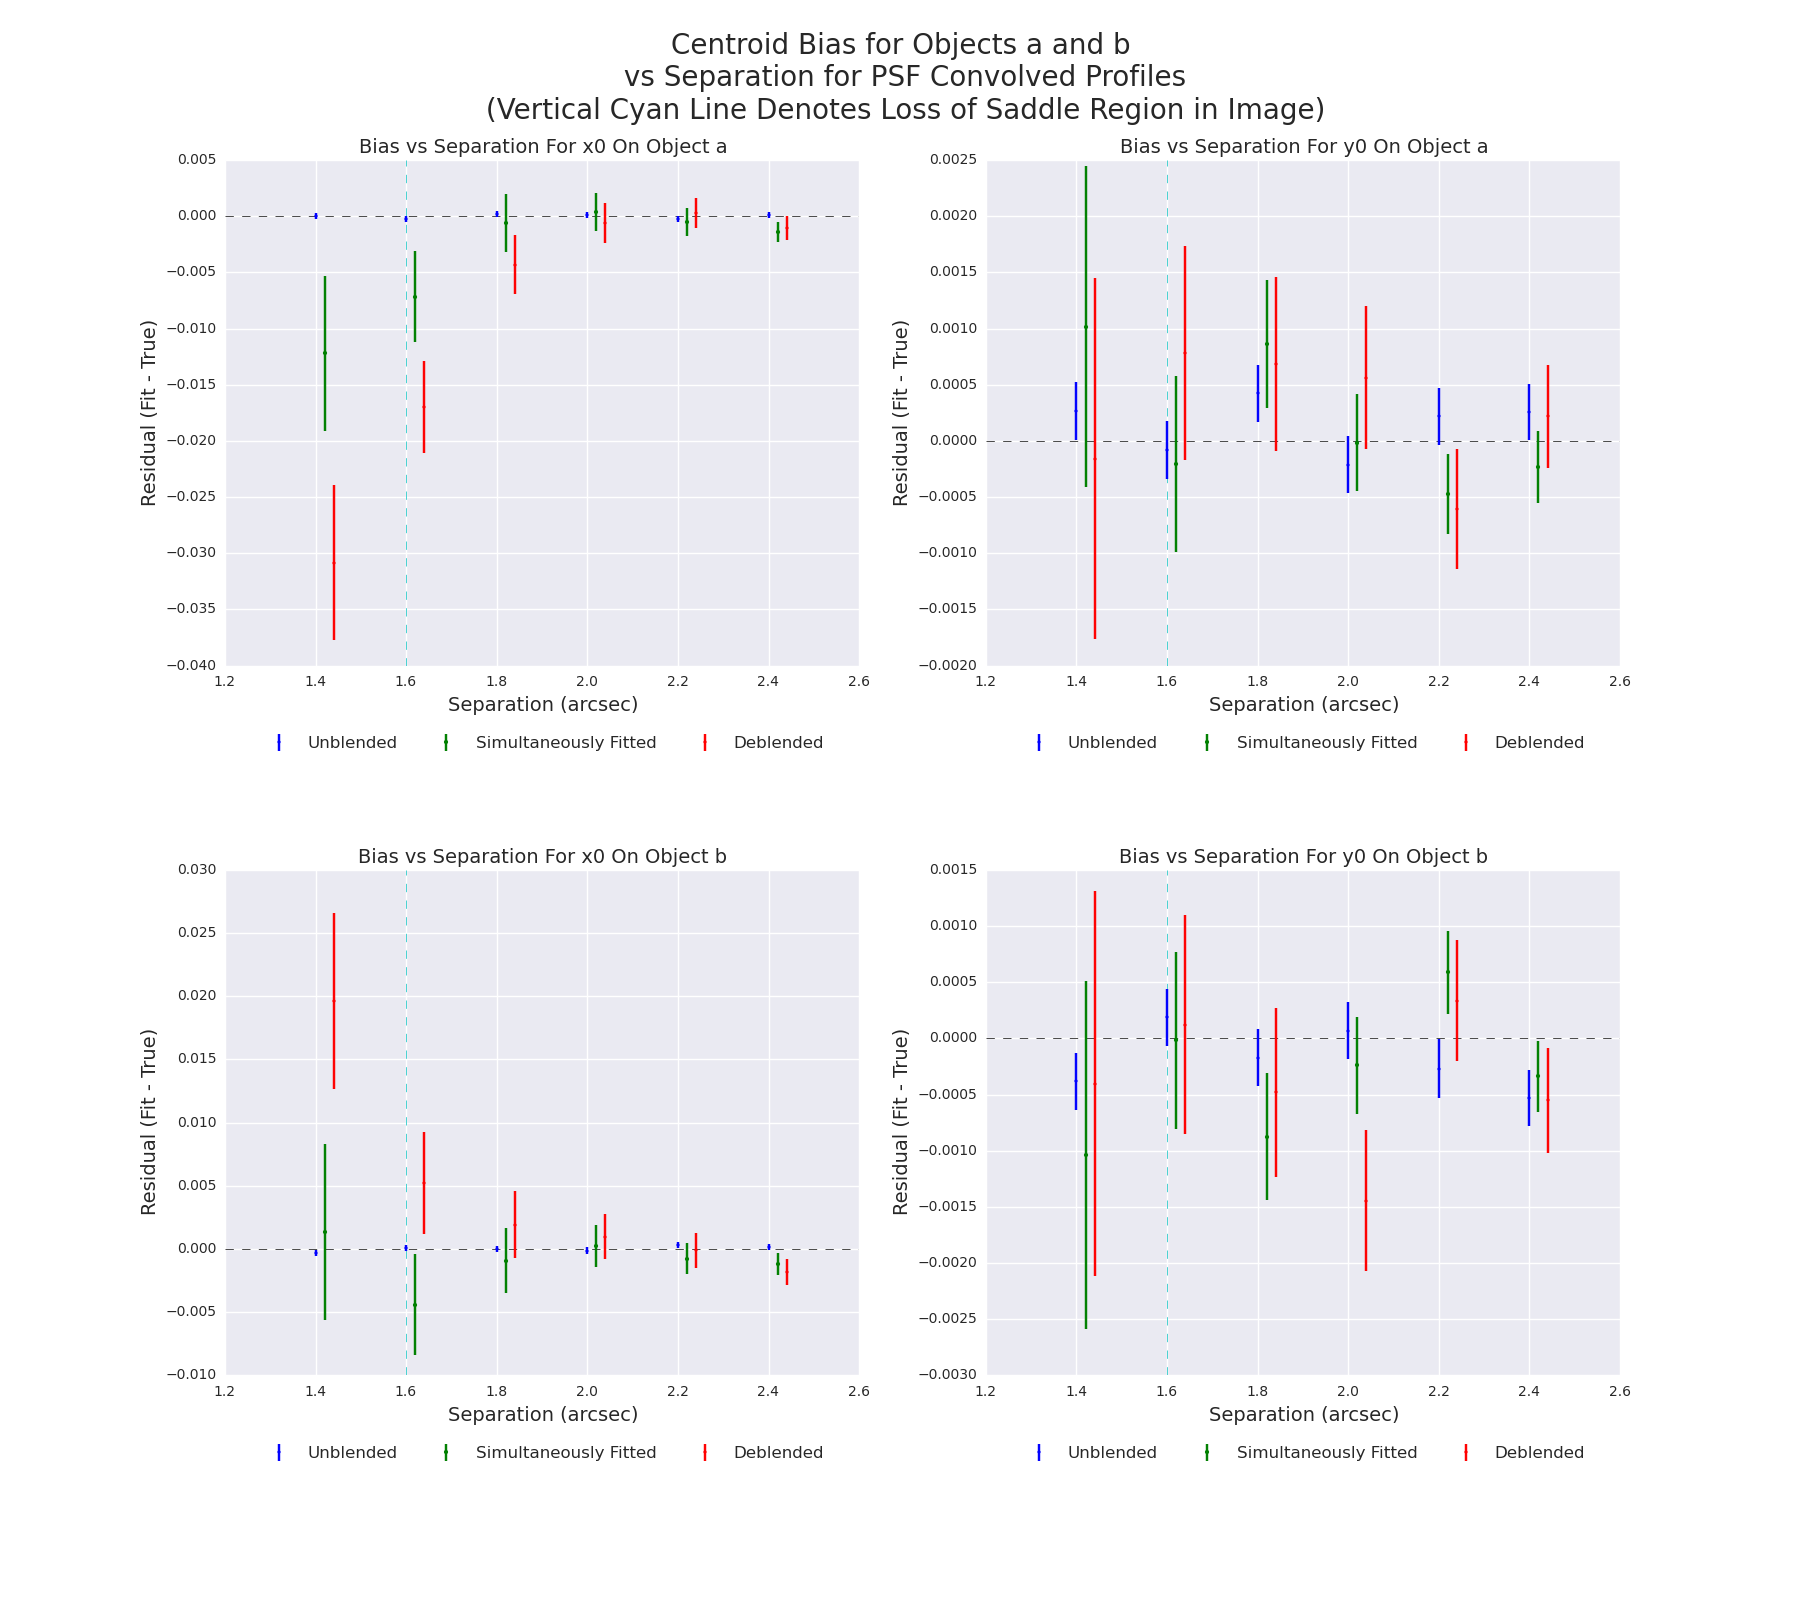 Centroid Bias for Objects a and b
vs Separation for PSF Convolved Profiles
(Vertical Cyan Line Denotes Loss of Saddle Region in Image)
Bias vs Separation For x0 On Object a
0.005
0.000
−0.005
−0.010
−0.015
−0.020
−0.025
−0.030
−0.035
−0.040
Residual (Fit - True)
1.2 1.4 1.6 1.8 2.0 2.2 2.4 2.6
Separation (arcsec)
Unblended Simultaneously Fitted Deblended
Bias vs Separation For y0 On Object a
0.0025
0.0020
0.0015
0.0010
0.0005
0.0000
−0.0005
−0.0010
−0.0015
−0.0020
Residual (Fit - True)
1.2 1.4 1.6 1.8 2.0 2.2 2.4 2.6
Separation (arcsec)
Unblended Simultaneously Fitted Deblended
Bias vs Separation For x0 On Object b
0.030
0.025
0.020
0.015
0.010
0.005
0.000
−0.005
−0.010
Residual (Fit - True)
1.2 1.4 1.6 1.8 2.0 2.2 2.4 2.6
Separation (arcsec)
Unblended Simultaneously Fitted Deblended
Bias vs Separation For y0 On Object b
0.0015
0.0010
0.0005
0.0000
−0.0005
−0.0010
−0.0015
−0.0020
−0.0025
−0.0030
Residual (Fit - True)
1.2 1.4 1.6 1.8 2.0 2.2 2.4 2.6
Separation (arcsec)
Unblended Simultaneously Fitted Deblended